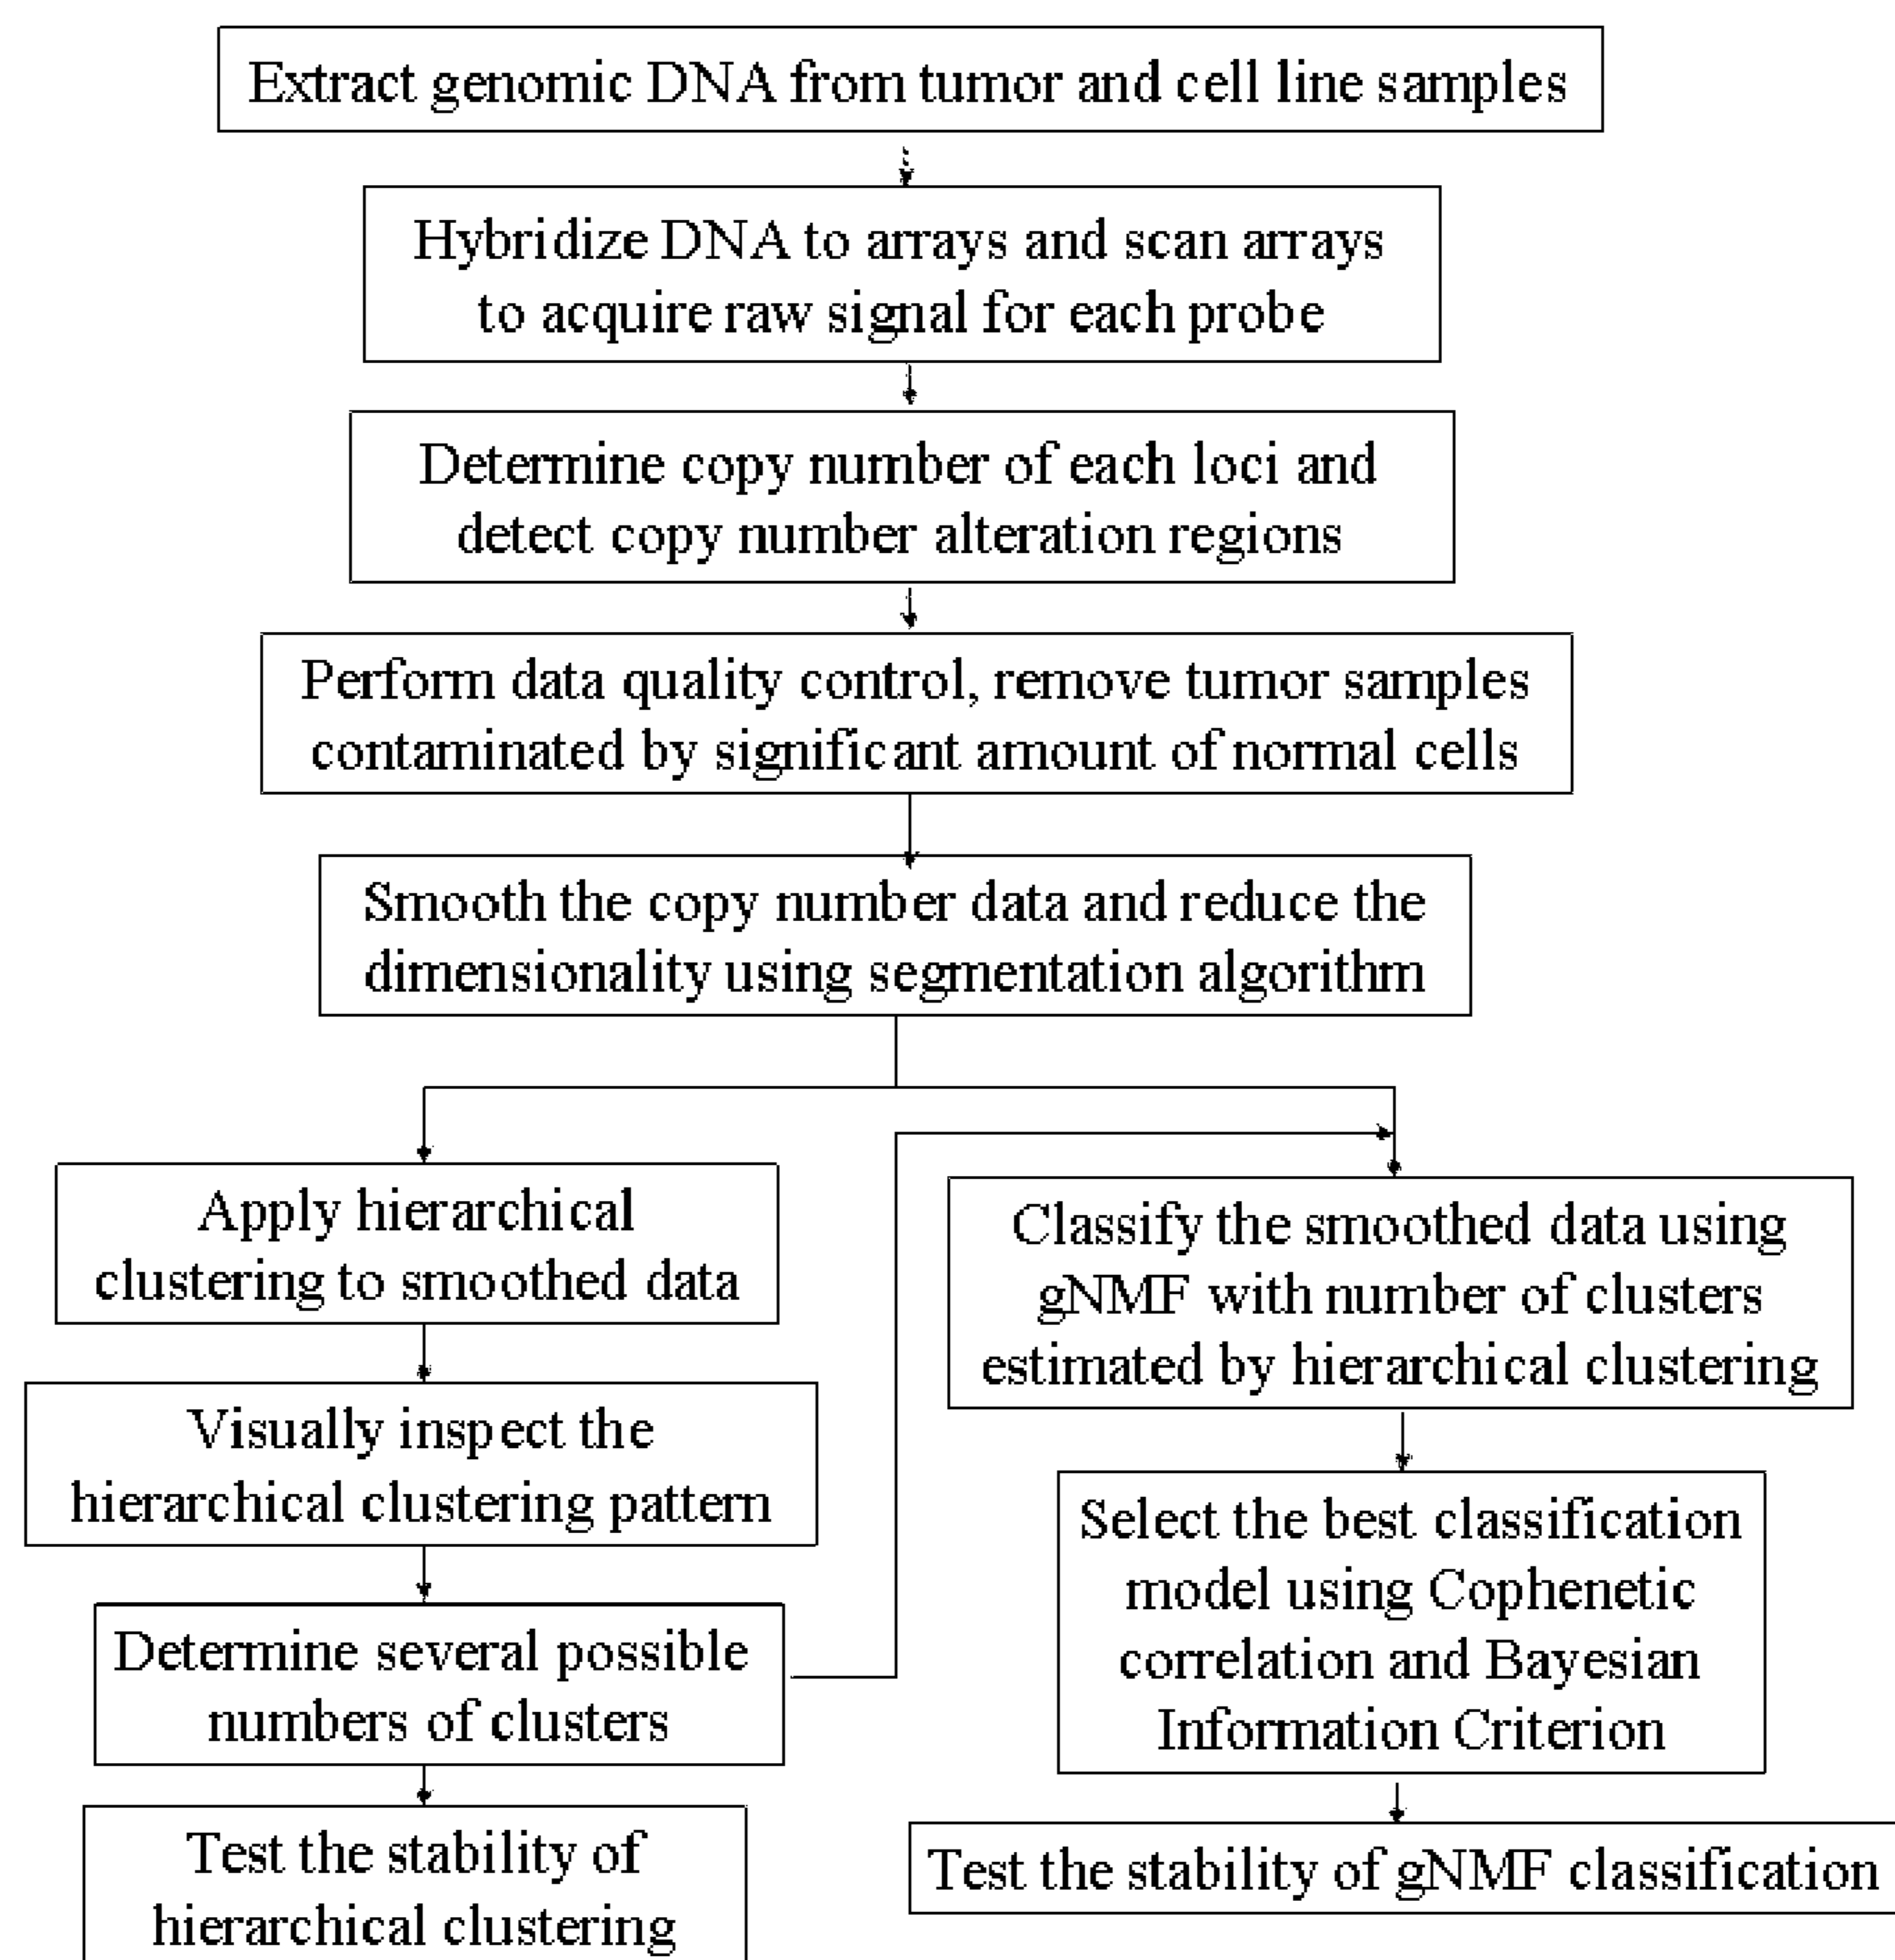 Extract genomic DNA from tumor and cell line samples
Hybridize DNA to arrays and scan arrays
to acquire raw signal for each probe
Determine copy number of each loci and
detect copy number alteration regions
Perform data quality control, remove tumor samples
contaminated by significant amount of normal cells
Smooth the copy number data and reduce the
dimensionality using segmentation algorithm
Apply hierarchical
clustering to smoothed data
Visually inspect the
hierarchical clustering pattern
Determine several possible
numbers of clusters
Test the stability of
hierarchical clustering
Classify the smoothed data using
gNMF with number of clusters
estimated by hierarchical clustering
Select the best classification
model using Cophenetic
correlation and Bayesian
Information Criterion
Test the stability of gNMF classification